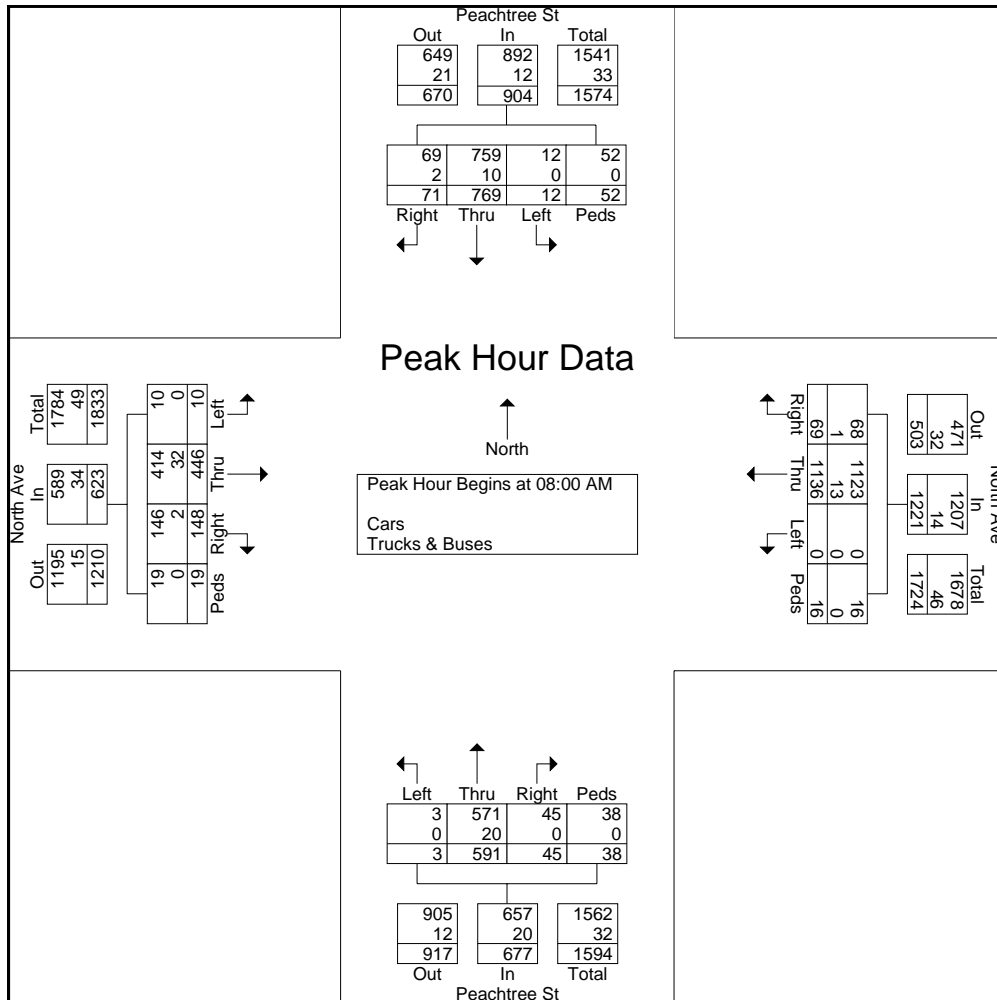 Peachtree St
Out In Total
649 892 1541
21 12 33
670 904 1574
69 759 12 52
2 10 0 0
71 769 12 52
Right Thru Left Peds
Peak Hour Data
North
Peak Hour Begins at 08:00 AM
Cars
Trucks & Buses
North Ave
Out In Total
1195 589 1784
15 34 49
1210 623 1833
19 146 414 10
0 2 32 0
19 148 446 10
Peds Right Thru Left
North Ave
Out In Total
471 1207 1678
32 14 46
503 1221 1724
68 1123 0 16
1 13 0 0
69 1136 0 16
Right Thru Left Peds
Left Thru Right Peds
3 571 45 38
0 20 0 0
3 591 45 38
905 657 1562
12 20 32
917 677 1594
Out In Total
Peachtree St